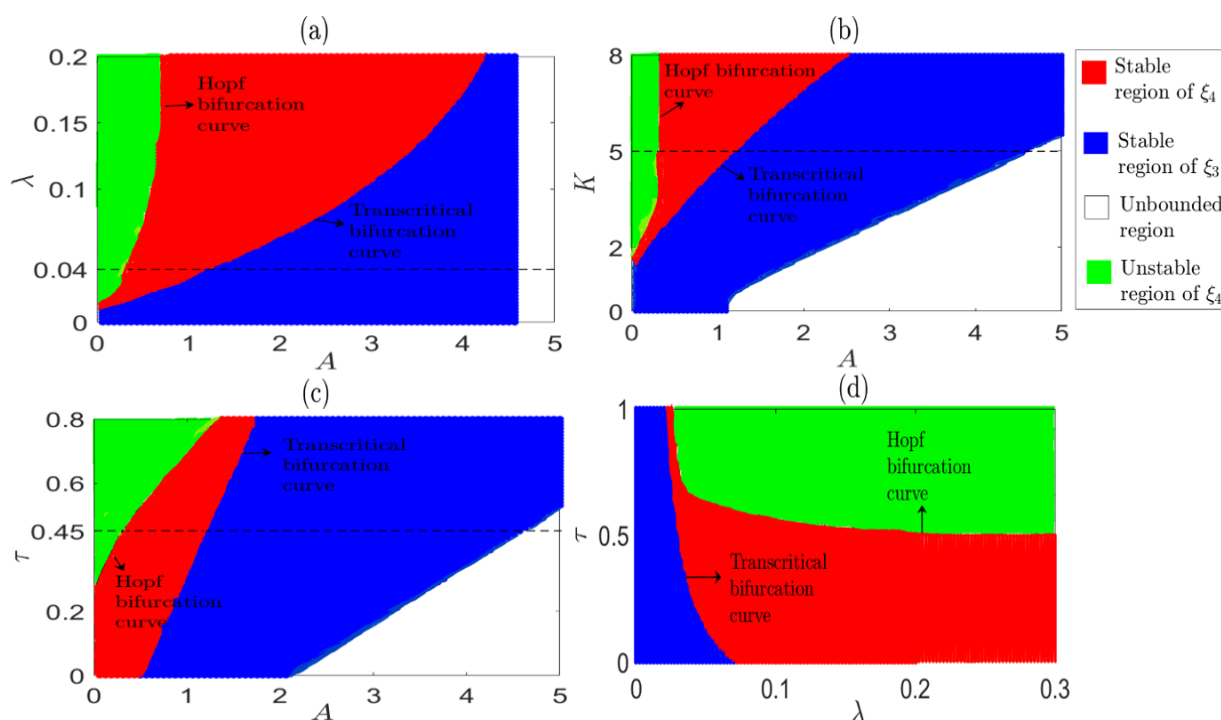 (a)
0.2
0.15
0.1
0.04
0
λ
Hopf
bifurcation
curve
Transcritical
bifurcation
curve
0 1 2 3 4 5
A
(b)
8
5
2
0
K
Hopf bifurcation
curve
Transcritical
bifurcation
curve
0 1 2 3 4 5
A
Stable
region of ξ₄
Stable
region of ξ₃
Unbounded
region
Unstable
region of ξ₄
(c)
0.8
0.6
0.45
0.2
0
τ
Transcritical
bifurcation
curve
Hopf
bifurcation
curve
0 1 2 3 4 5
A
(d)
1
0.5
0
τ
Hopf
bifurcation
curve
Transcritical
bifurcation
curve
0 0.1 0.2 0.3
λ